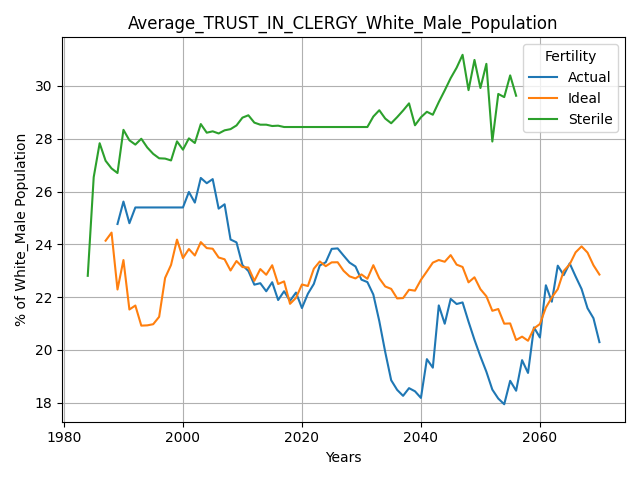 Average_TRUST_IN_CLERGY_White_Male_Population
Fertility
Actual
Ideal
Sterile
% of White_Male Population
30
28
26
24
22
20
18
1980
2000
2020
2040
2060
Years